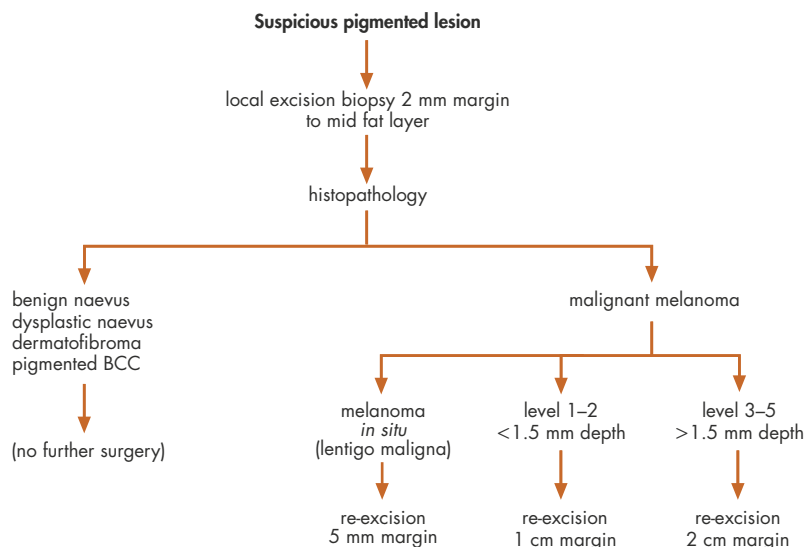 Suspicious pigmented lesion
local excision biopsy 2 mm margin
to mid fat layer
histopathology
benign naevus
dysplastic naevus
dermatofibroma
pigmented BCC
(no further surgery)
malignant melanoma
melanoma
in situ
(lentigo maligna)
re-excision
5 mm margin
level 1–2
<1.5 mm depth
re-excision
1 cm margin
level 3–5
>1.5 mm depth
re-excision
2 cm margin